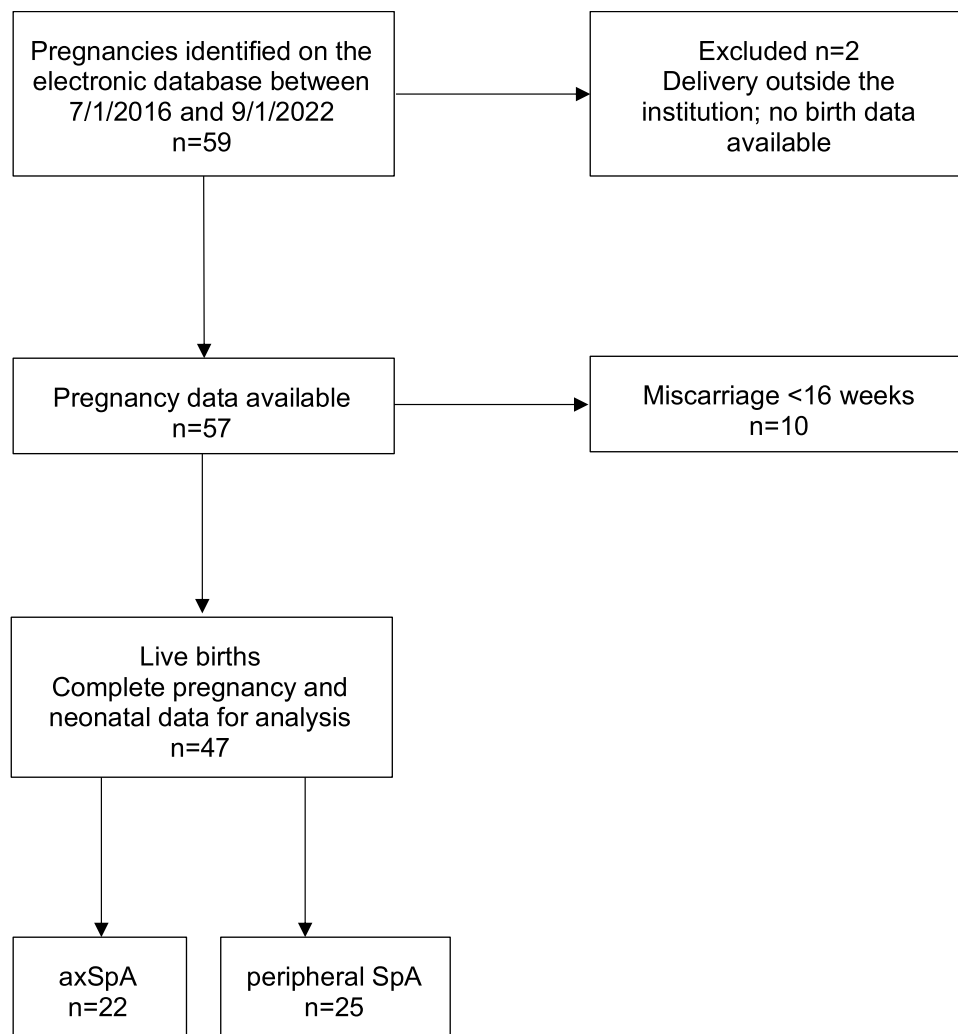 Pregnancies identified on the
electronic database between
7/1/2016 and 9/1/2022
n=59
Excluded n=2
Delivery outside the
institution; no birth data
available
Pregnancy data available
n=57
Miscarriage <16 weeks
n=10
Live births
Complete pregnancy and
neonatal data for analysis
n=47
axSpA
n=22
peripheral SpA
n=25